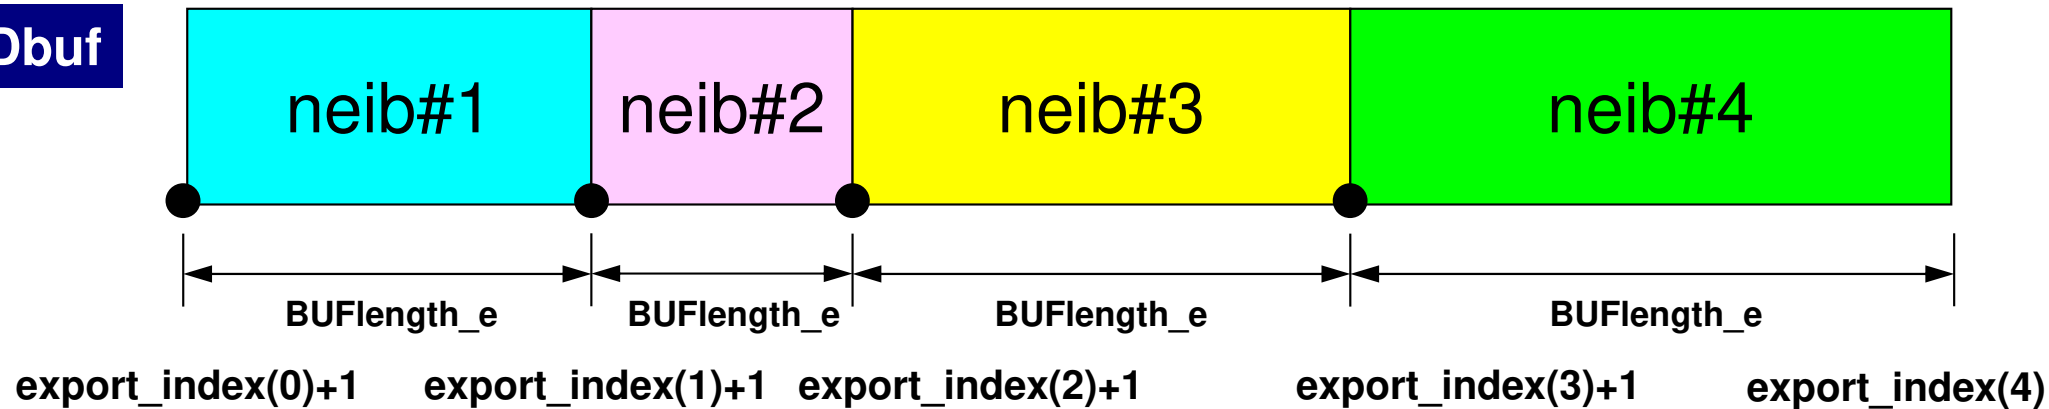 Dbuf
neib#1 neib#2 neib#3 neib#4
BUFlength_e BUFlength_e BUFlength_e BUFlength_e
export_index(0)+1 export_index(1)+1 export_index(2)+1 export_index(3)+1 export_index(4)